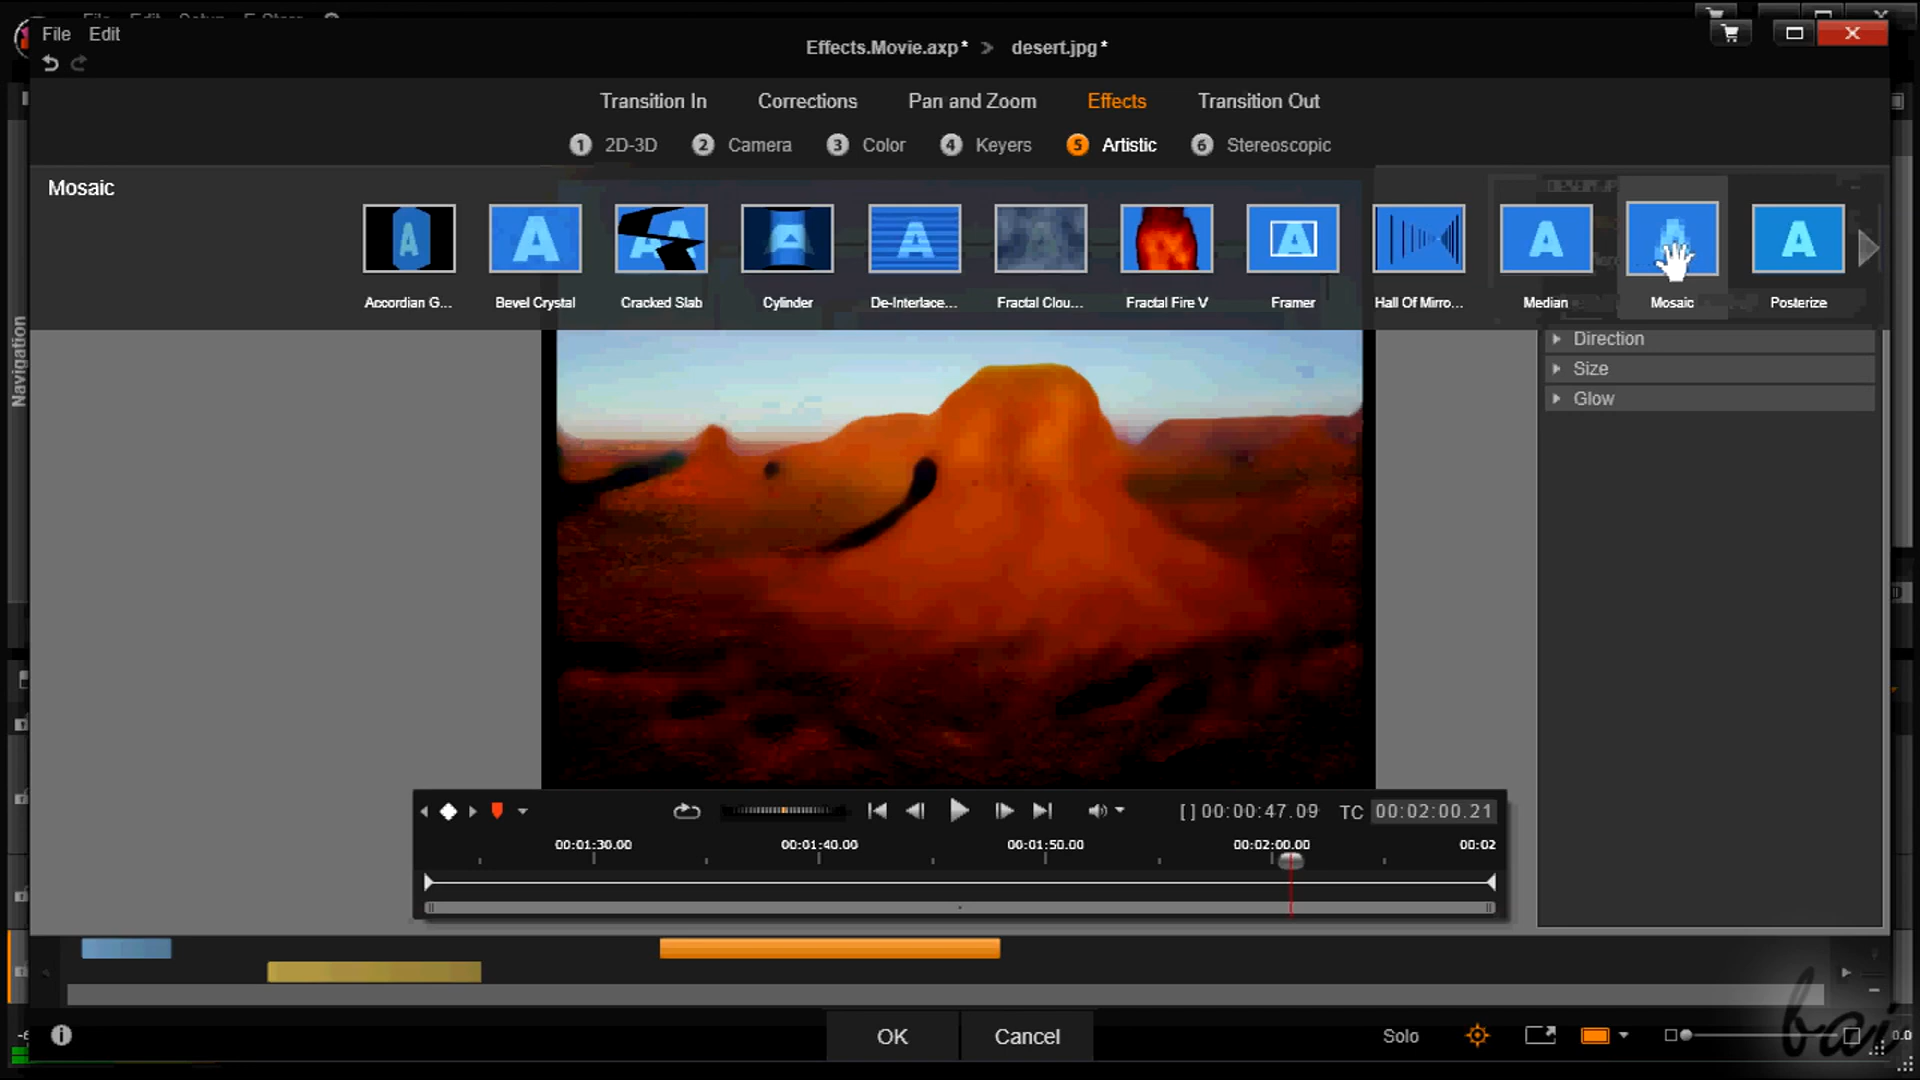 File Edit
Effects.Movie.axp* > desert.jpg*
Transition In Corrections Pan and Zoom Effects Transition Out
1 2D-3D 2 Camera 3 Color 4 Keyers 5 Artistic 6 Stereoscopic
Mosaic
Accordian G... Bevel Crystal Cracked Slab Cylinder De-Interlace... Fractal Clou... Fractal Fire V Framer Hall Of Mirro... Median Mosaic Posterize
Navigation
Direction
Size
Glow
[] 00:00:47.09 TC 00:02:00.21
00:01:30.00 00:01:40.00 00:01:50.00 00:02:00.00 00:02
OK Cancel Solo
bai